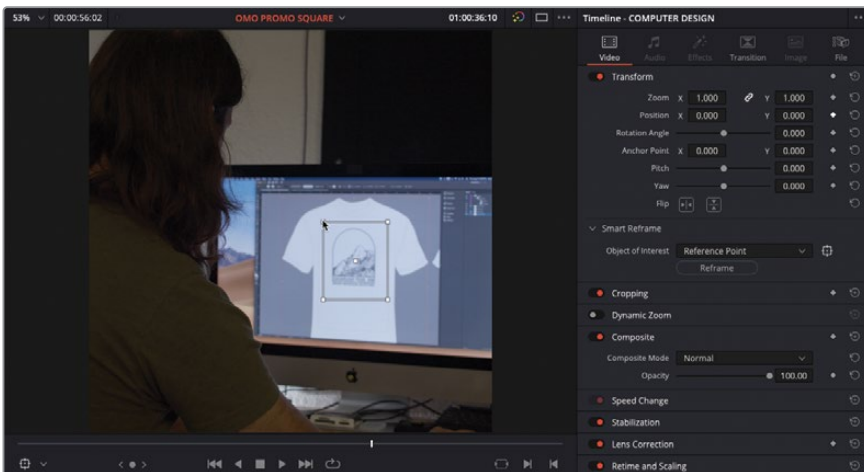 53% 00:00:56:02 OMO PROMO SQUARE 01:00:36:10 Timeline - COMPUTER DESIGN
Video Audio Effects Transition Image File
Transform
Zoom X 1.000 Y 1.000
Position X 0.000 Y 0.000
Rotation Angle 0.000
Anchor Point X 0.000 Y 0.000
Pitch 0.000
Yaw 0.000
Flip
Smart Reframe
Object of Interest Reference Point
Reframe
Cropping
Dynamic Zoom
Composite
Composite Mode Normal
Opacity 100.00
Speed Change
Stabilization
Lens Correction
Retime and Scaling